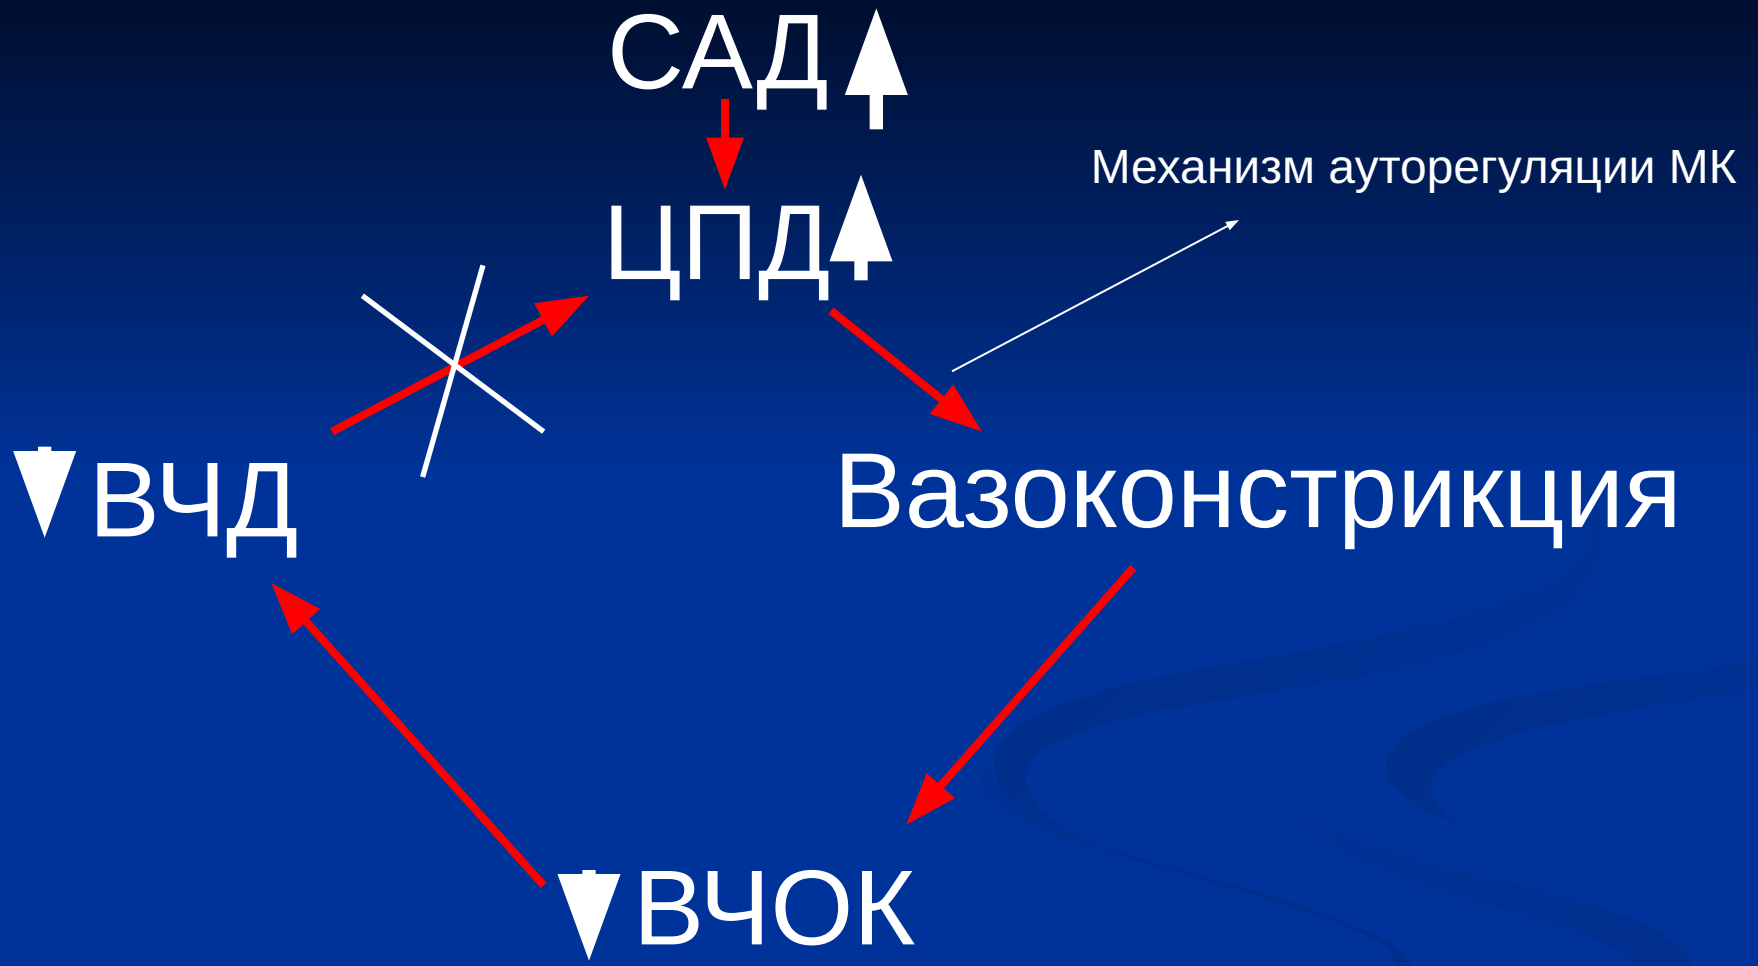 САД
Механизм ауторегуляции МК
ЦПД
ВЧД
Вазоконстрикция
ВЧОК